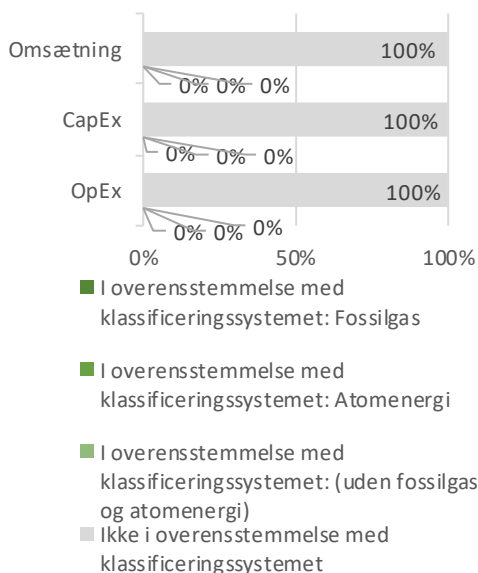 Omsætning 100%
0% 0% 0%
CapEx 100%
0% 0% 0%
OpEx 100%
0% 0% 0%
0% 50% 100%
I overensstemmelse med
klassificeringssystemet: Fossilgas
I overensstemmelse med
klassificeringssystemet: Atomenergi
I overensstemmelse med
klassificeringssystemet: (uden fossilgas
og atomenergi)
Ikke i overensstemmelse med
klassificeringssystemet